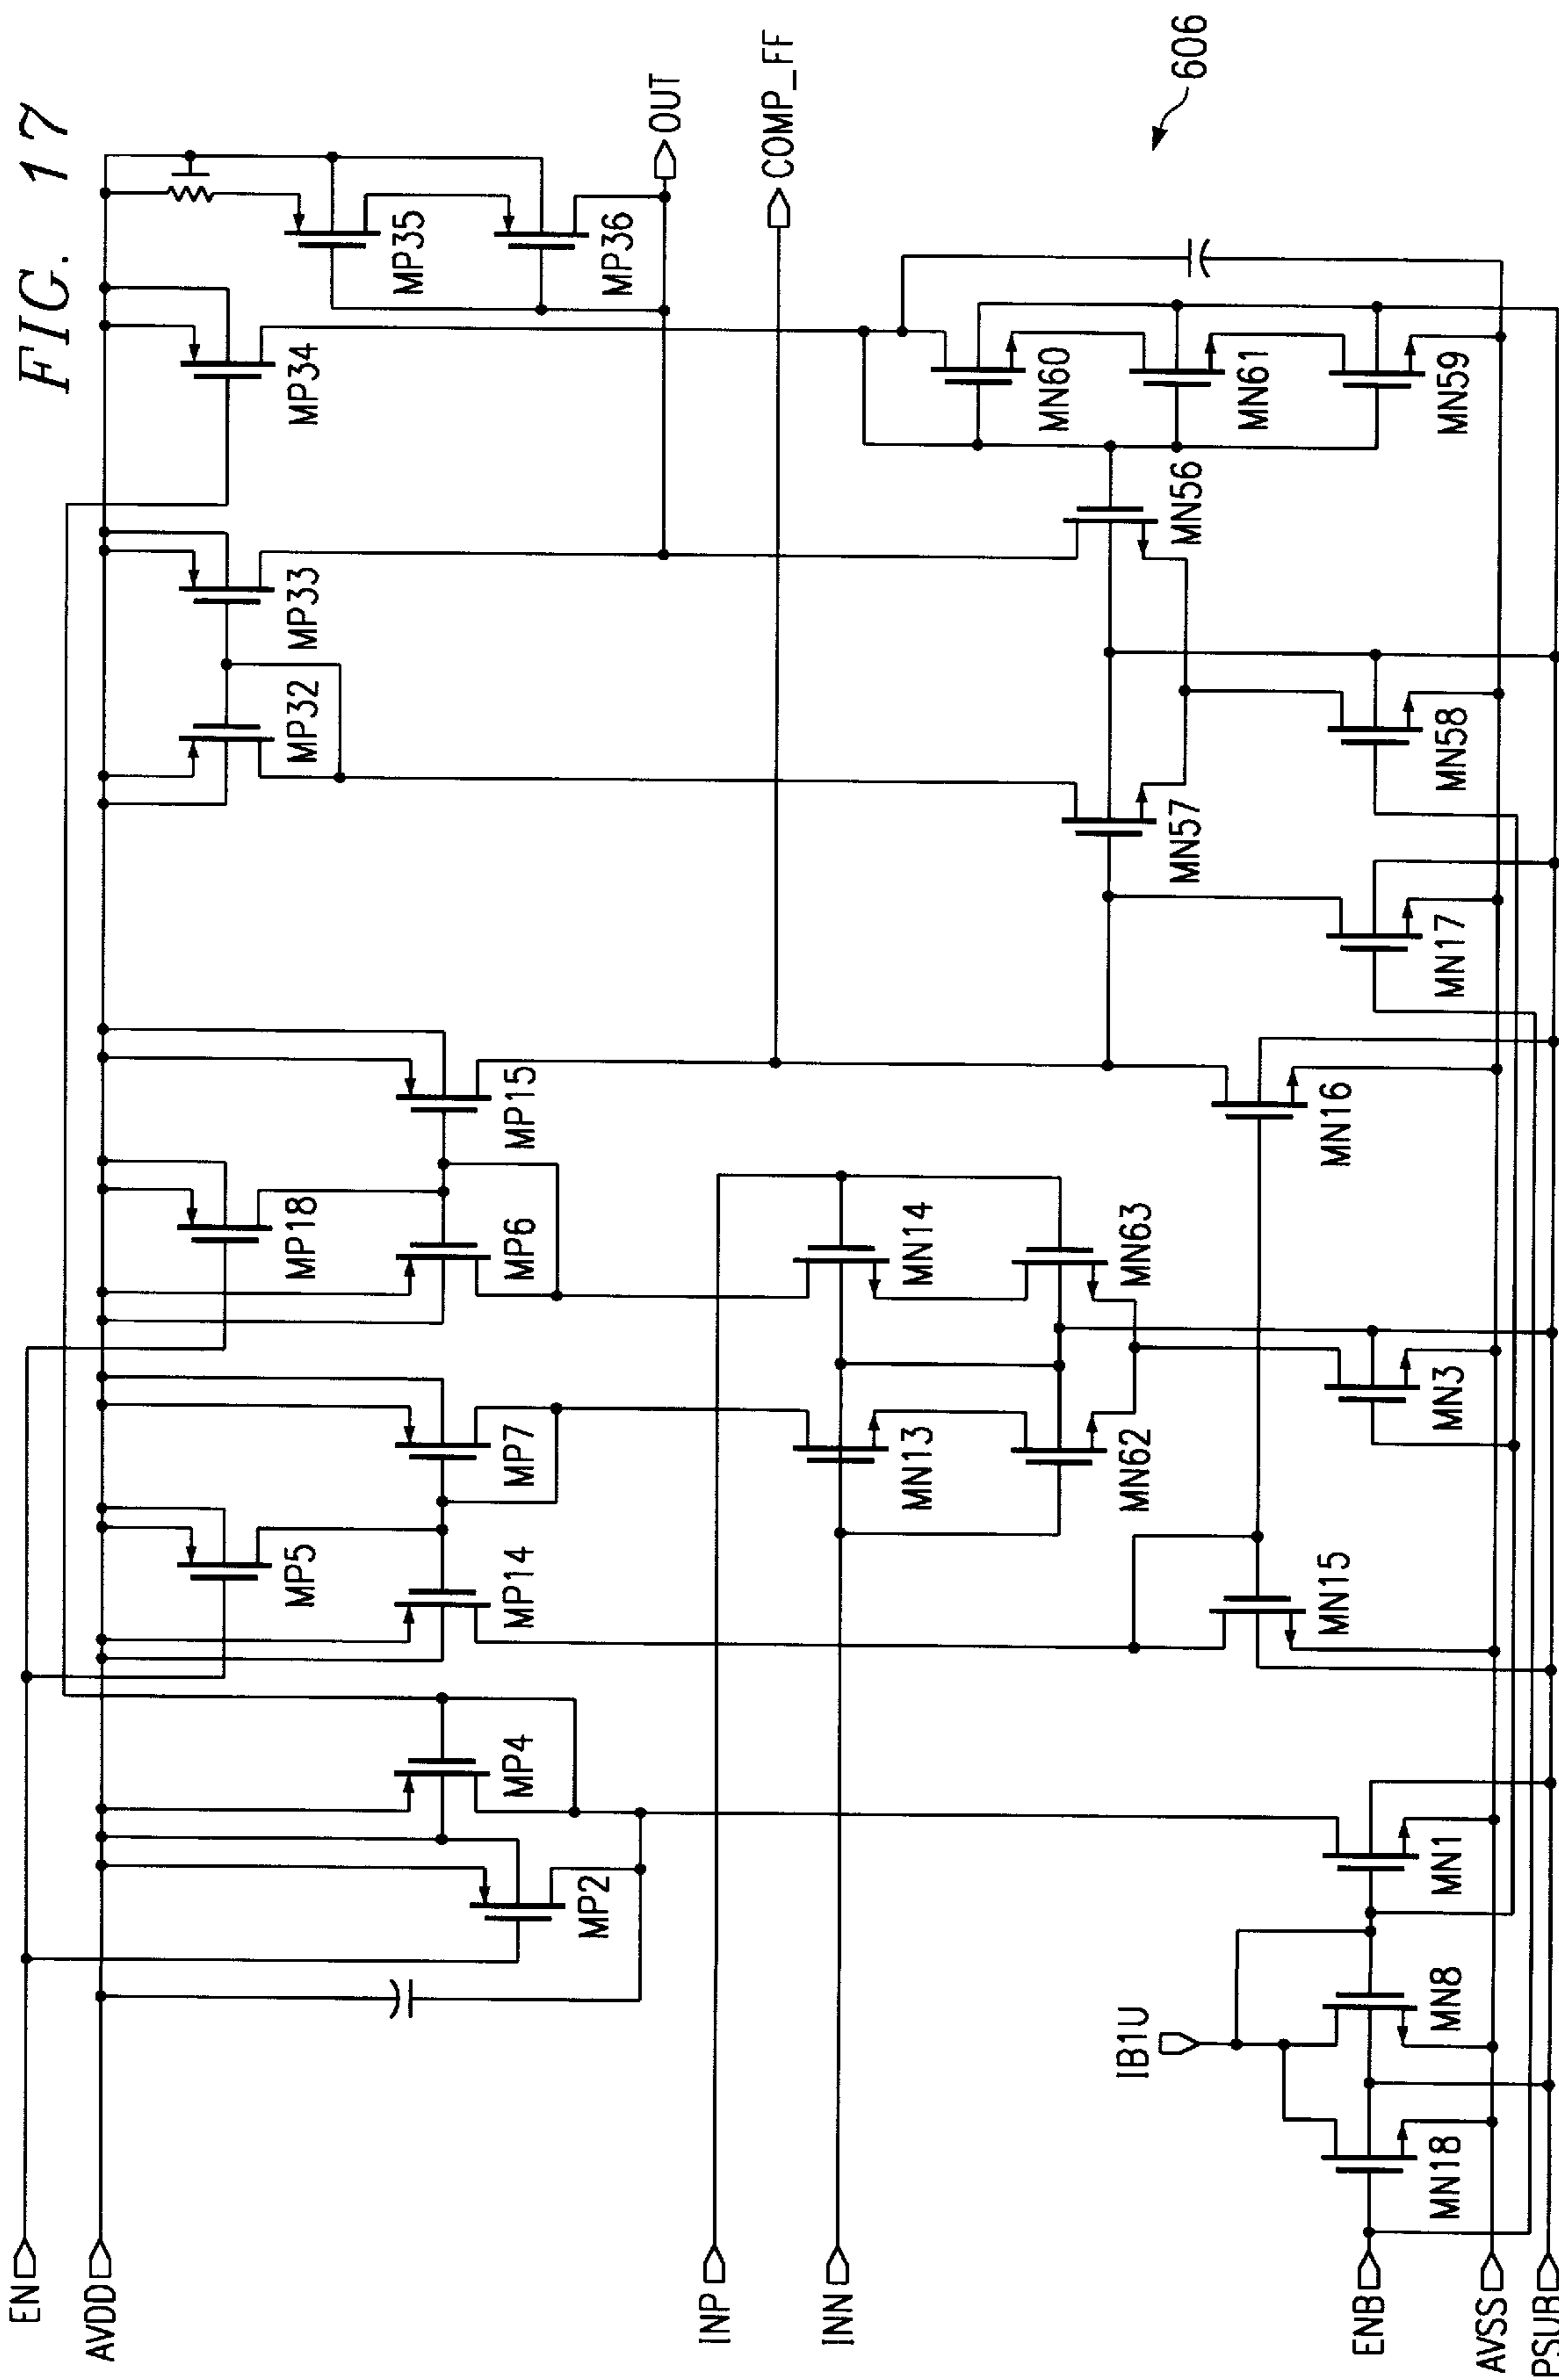 FIG. 17
EN
AVDD
INP
INN
ENB
AVSS
PSUB
IB1U
OUT
COMP_FF
606
MP2
MP4
MP5
MP14
MP7
MP18
MP6
MP15
MP32
MP33
MP34
MP35
MP36
MN13
MN14
MN62
MN63
MN18
MN8
MN1
MN15
MN3
MN16
MN17
MN57
MN58
MN56
MN60
MN61
MN59